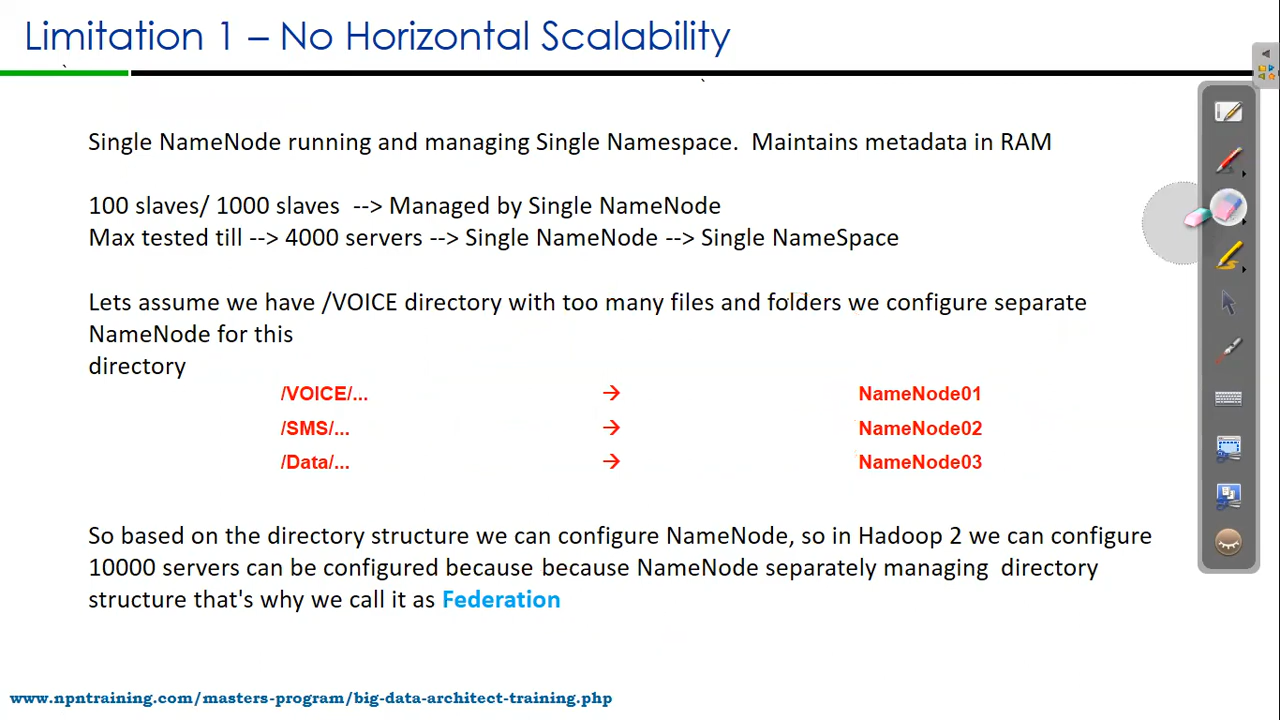 Limitation 1 – No Horizontal Scalability
Single NameNode running and managing Single Namespace.  Maintains metadata in RAM
100 slaves/ 1000 slaves  --> Managed by Single NameNode
Max tested till --> 4000 servers --> Single NameNode --> Single NameSpace
Lets assume we have /VOICE directory with too many files and folders we configure separate
NameNode for this
directory
/VOICE/... → NameNode01
/SMS/... → NameNode02
/Data/... → NameNode03
So based on the directory structure we can configure NameNode, so in Hadoop 2 we can configure
10000 servers can be configured because because NameNode separately managing  directory
structure that's why we call it as Federation
www.npntraining.com/masters-program/big-data-architect-training.php